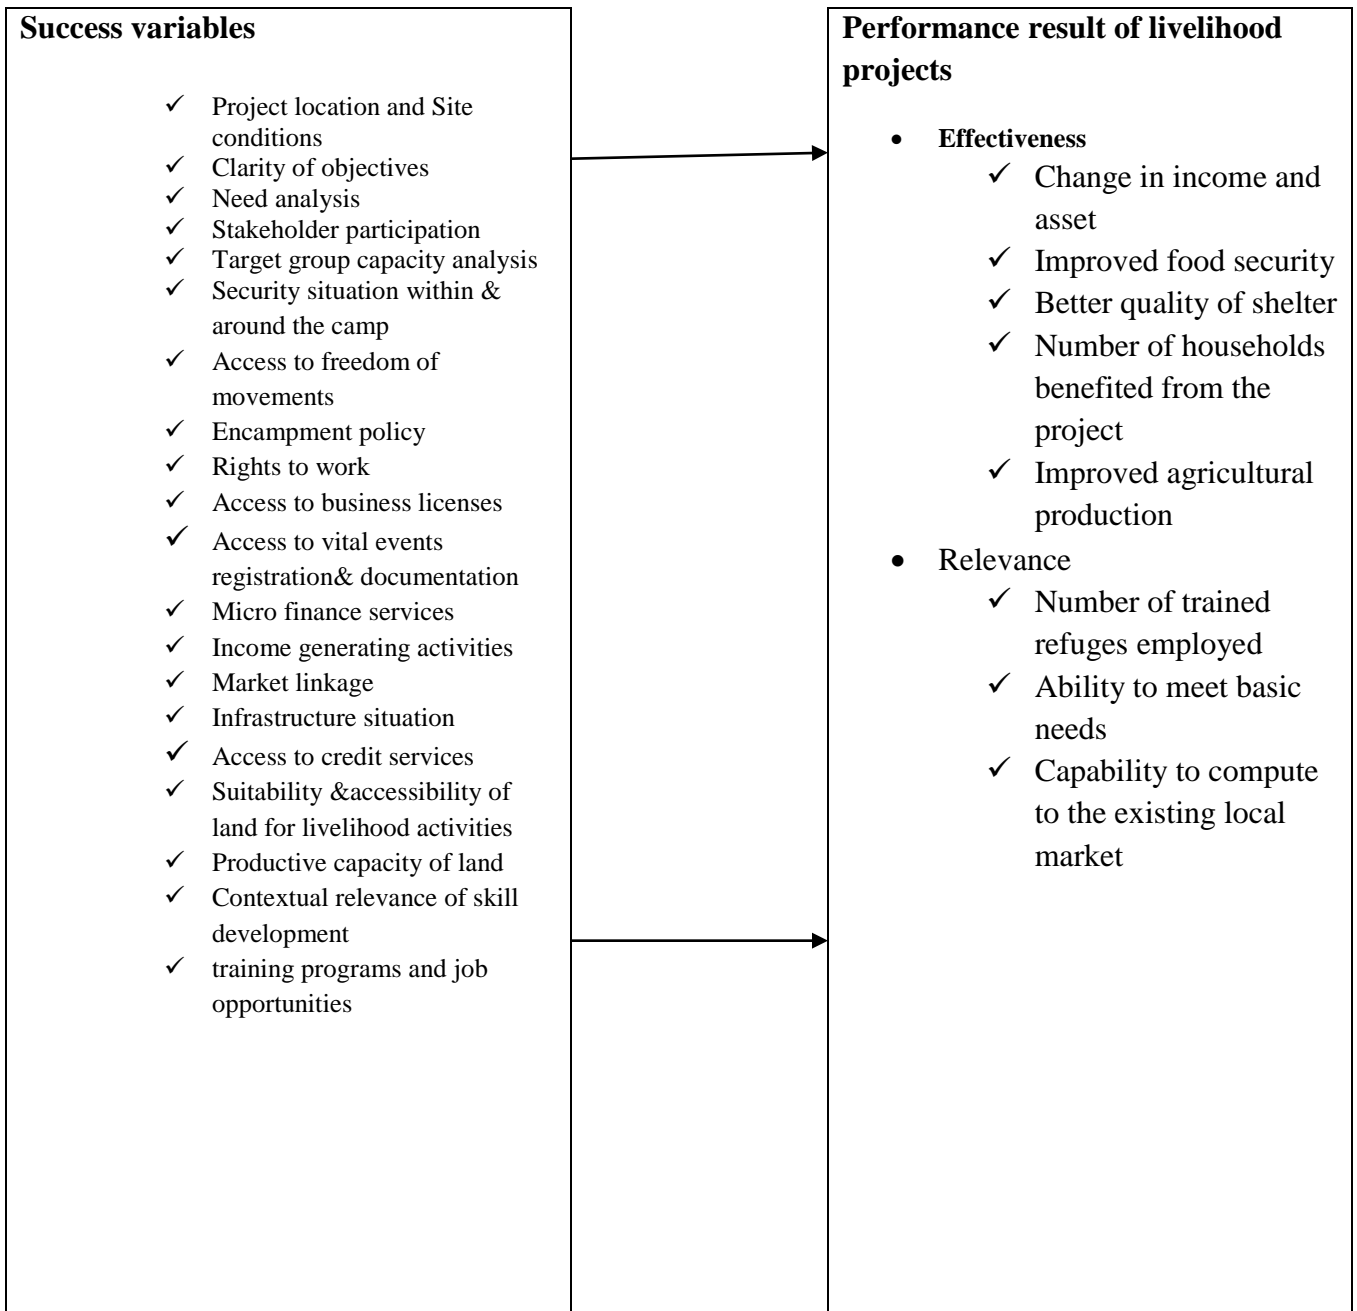 Success variables
✓ Project location and Site
conditions
✓ Clarity of objectives
✓ Need analysis
✓ Stakeholder participation
✓ Target group capacity analysis
✓ Security situation within &
around the camp
✓ Access to freedom of
movements
✓ Encampment policy
✓ Rights to work
✓ Access to business licenses
✓ Access to vital events
registration& documentation
✓ Micro finance services
✓ Income generating activities
✓ Market linkage
✓ Infrastructure situation
✓ Access to credit services
✓ Suitability &accessibility of
land for livelihood activities
✓ Productive capacity of land
✓ Contextual relevance of skill
development
✓ training programs and job
opportunities
Performance result of livelihood
projects
• Effectiveness
✓ Change in income and
asset
✓ Improved food security
✓ Better quality of shelter
✓ Number of households
benefited from the
project
✓ Improved agricultural
production
• Relevance
✓ Number of trained
refuges employed
✓ Ability to meet basic
needs
✓ Capability to compute
to the existing local
market